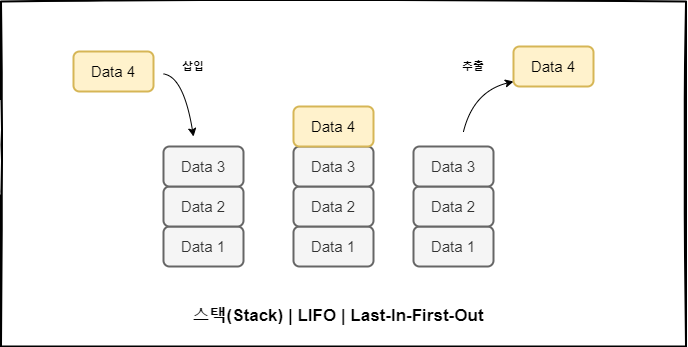 Data 4
삽입
Data 3
Data 2
Data 1
Data 4
Data 3
Data 2
Data 1
추출
Data 4
Data 3
Data 2
Data 1
스택(Stack) | LIFO | Last-In-First-Out